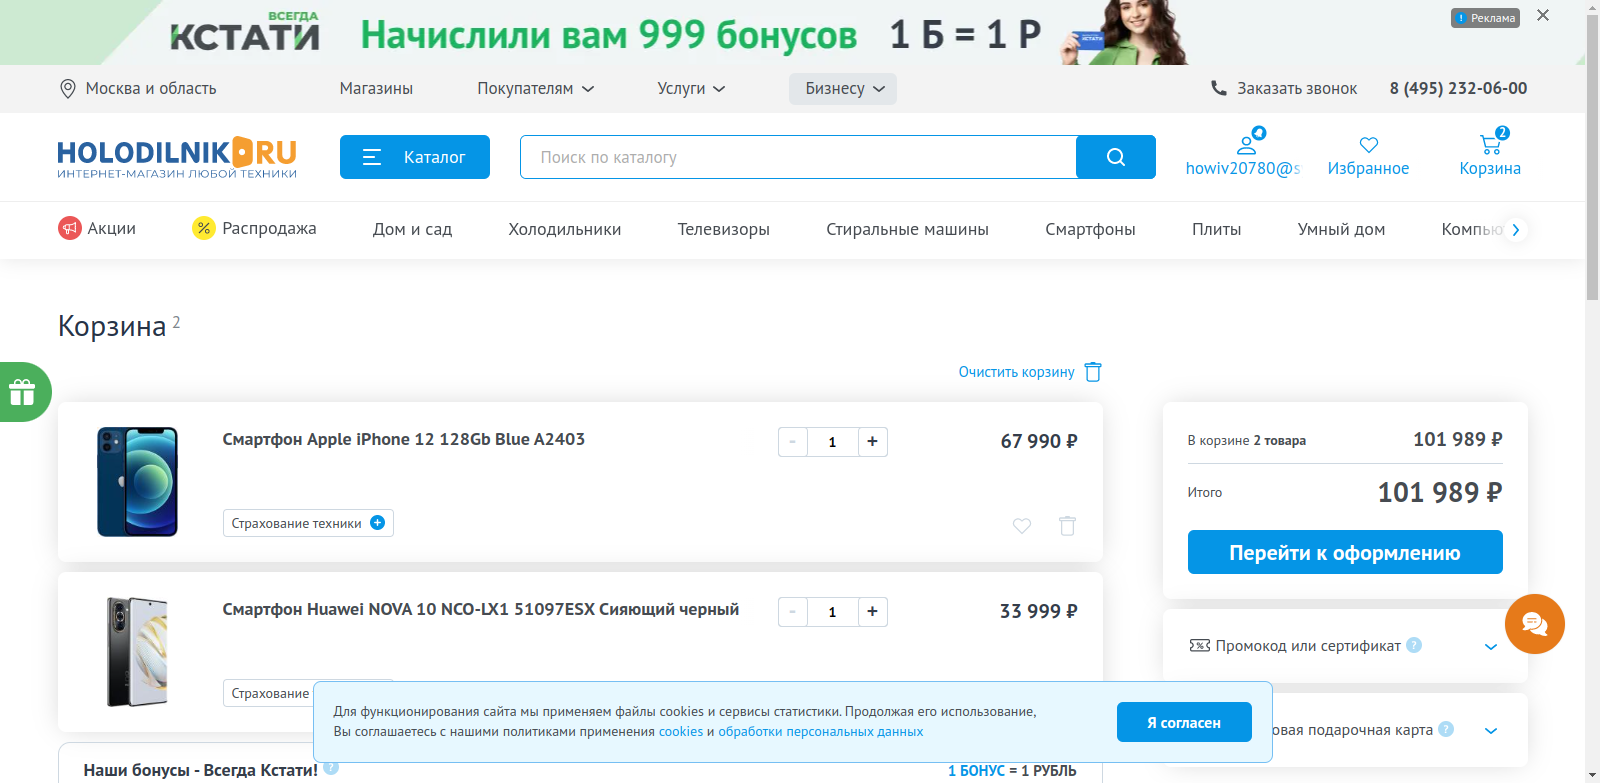 ВСЕГДА
КСТАТИ
Начислили вам 999 бонусов
1 Б = 1 Р
КСТАТИ
Реклама
Москва и область
Магазины
Покупателям
Услуги
Бизнесу
Заказать звонок
8 (495) 232-06-00
HOLODILNIK RU
ИНТЕРНЕТ-МАГАЗИН ЛЮБОЙ ТЕХНИКИ
Каталог
Поиск по каталогу
howiv20780@s
Избранное
2
Корзина
Акции
% Распродажа
Дом и сад
Холодильники
Телевизоры
Стиральные машины
Смартфоны
Плиты
Умный дом
Компью
Корзина 2
Очистить корзину
Смартфон Apple iPhone 12 128Gb Blue A2403
- 1 +
67 990 ₽
Страхование техники +
В корзине 2 товара
101 989 ₽
Итого
101 989 ₽
Перейти к оформлению
Смартфон Huawei NOVA 10 NCO-LX1 51097ESX Сияющий черный
- 1 +
33 999 ₽
Страхование
Промокод или сертификат ?
овая подарочная карта ?
Для функционирования сайта мы применяем файлы cookies и сервисы статистики. Продолжая его использование,
Вы соглашаетесь с нашими политиками применения cookies и обработки персональных данных
Я согласен
Наши бонусы - Всегда Кстати! ?
1 БОНУС = 1 РУБЛЬ